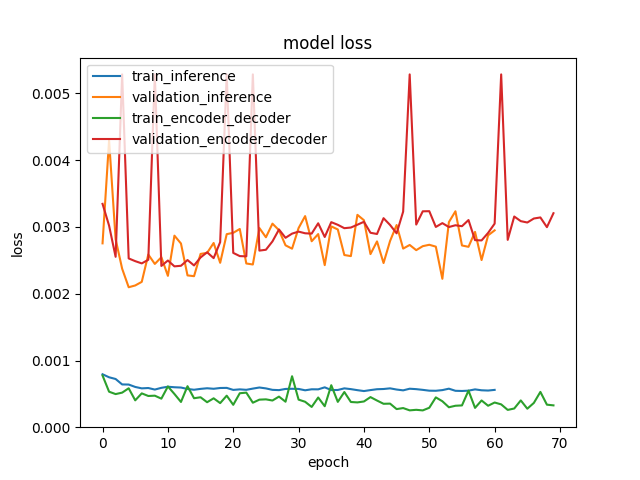 model loss
train_inference
validation_inference
train_encoder_decoder
validation_encoder_decoder
loss
0.005
0.004
0.003
0.002
0.001
0.000
0 10 20 30 40 50 60 70
epoch